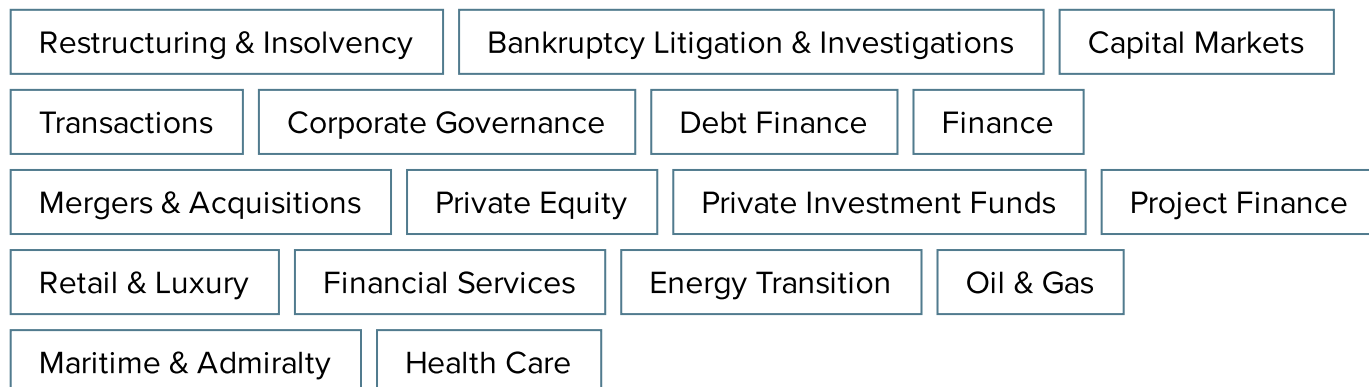 Restructuring & Insolvency Bankruptcy Litigation & Investigations Capital Markets
Transactions Corporate Governance Debt Finance Finance
Mergers & Acquisitions Private Equity Private Investment Funds Project Finance
Retail & Luxury Financial Services Energy Transition Oil & Gas
Maritime & Admiralty Health Care